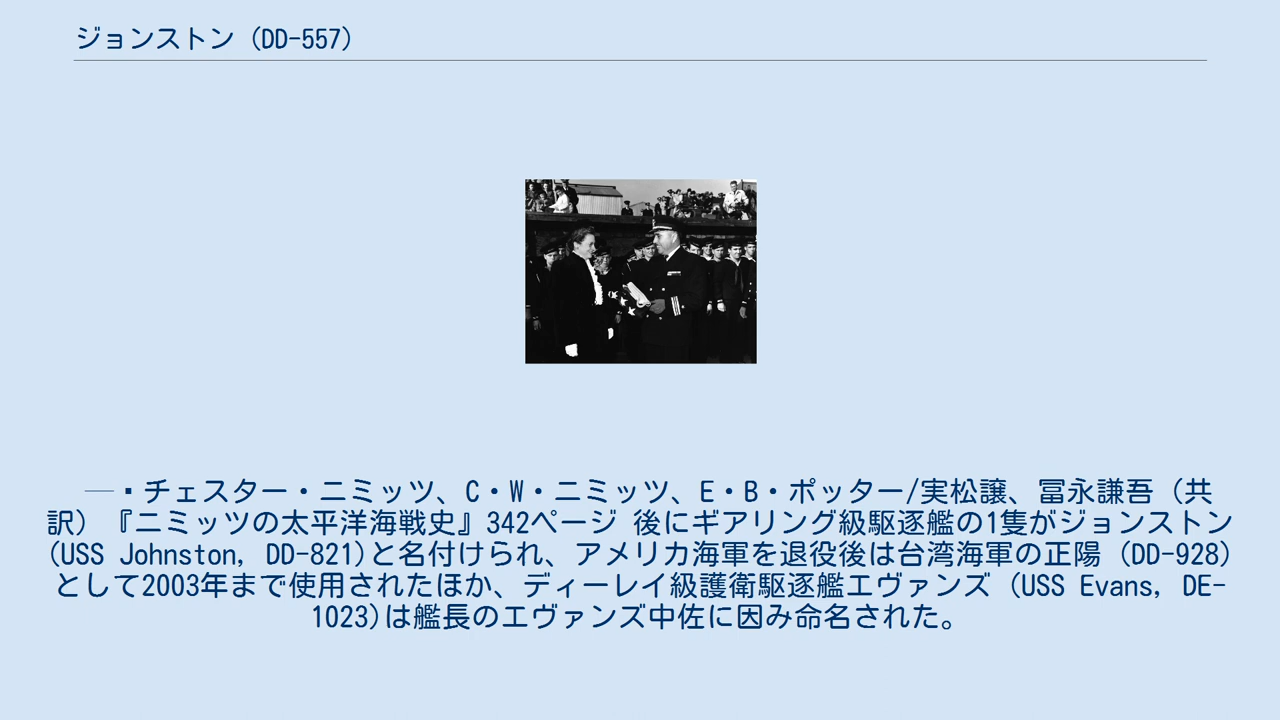 ジョンストン（DD-557）
―・チェスター・ニミッツ、C・W・ニミッツ、E・B・ポッター/実松譲、冨永謙吾（共
訳）『ニミッツの太平洋海戦史』342ページ 後にギアリング級駆逐艦の1隻がジョンストン
(USS Johnston, DD-821)と名付けられ、アメリカ海軍を退役後は台湾海軍の正陽（DD-928）
として2003年まで使用されたほか、ディーレイ級護衛駆逐艦エヴァンズ（USS Evans, DE-
1023)は艦長のエヴァンズ中佐に因み命名された。